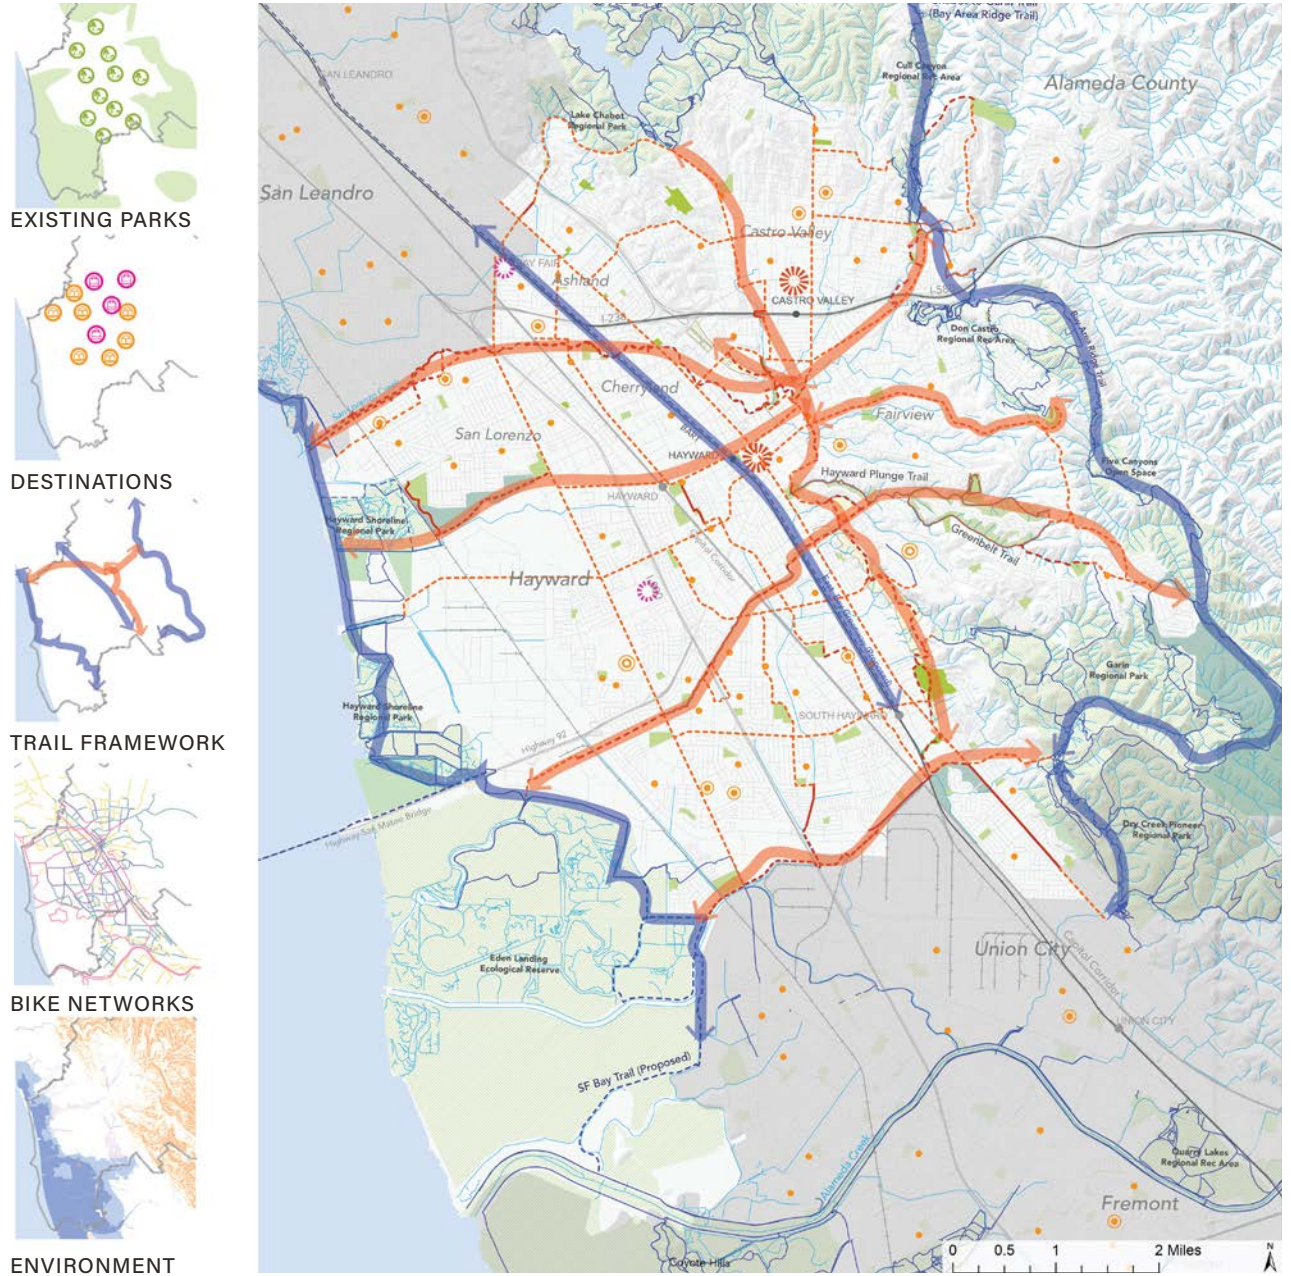 EXISTING PARKS
DESTINATIONS
TRAIL FRAMEWORK
BIKE NETWORKS
ENVIRONMENT
(Bay Area Ridge Trail)
Cull Canyon
Regional Rec Area
Alameda County
SAN LEANDRO
Lake Chabot
Regional Park
San Leandro
Castro Valley
BAY FAIR
Ashland
CASTRO VALLEY
I-238
I-580
Don Castro
Regional Rec Area
Bay Area Ridge Trail
Cherryland
San Lorenzo
Fairview
BART
HAYWARD
Hayward Plunge Trail
Five Canyons
Open Space
HAYWARD
Hayward Shoreline
Regional Park
Greenbelt Trail
Capitol Corridor
Hayward
Garin
Regional Park
Hayward Shoreline
Regional Park
SOUTH HAYWARD
Highway 92
Highway San Mateo Bridge
Dry Creek Pioneer
Regional Park
Eden Landing
Ecological Reserve
Union City
Capitol Corridor
UNION CITY
SF Bay Trail (Proposed)
Alameda Creek
Quarry Lakes
Regional Rec Area
Fremont
Coyote Hills
0 0.5 1 2 Miles
N